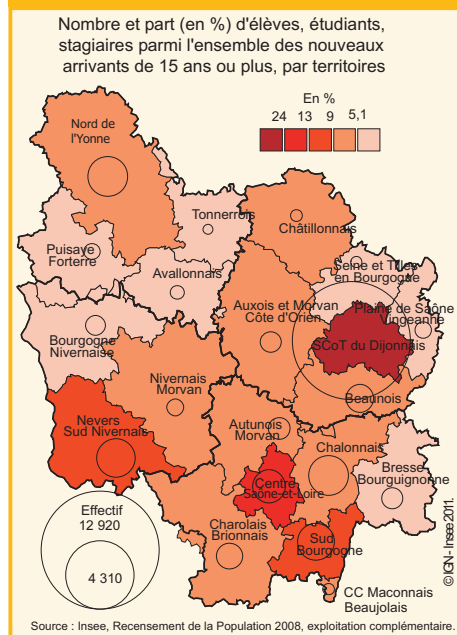 Nombre et part (en %) d'élèves, étudiants,
stagiaires parmi l'ensemble des nouveaux
arrivants de 15 ans ou plus, par territoires
En %
24 13 9 5,1
Nord de
l'Yonne
Tonnerrois
Châtillonnais
Puisaye
Forterre
Avallonnais
Seine et Tilles
en Bourgogne
Auxois et Morvan
Côte d'Orien
Plaine de Saône
Vingeanne
SCoT du Dijonnais
Bourgogne
Nivernaise
Nivernais
Morvan
Beaunois
Nevers
Sud Nivernais
Autunois
Morvan
Chalonnais
Centre
Saône-et-Loire
Bresse
Bourguignonne
Charolais
Brionnais
Sud
Bourgogne
CC Maconnais
Beaujolais
Effectif
12 920
4 310
© IGN - Insee 2011.
Source : Insee, Recensement de la Population 2008, exploitation complémentaire.